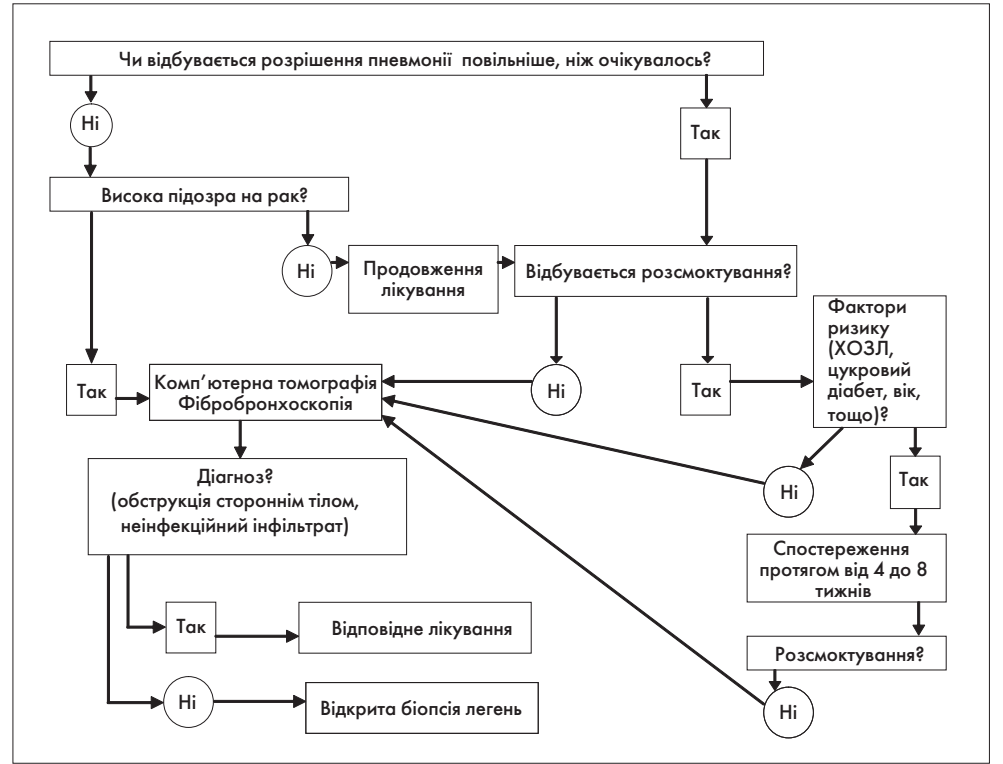 Чи відбувається розрішення пневмонії повільніше, ніж очікувалось?
Ні
Так
Висока підозра на рак?
Ні
Продовження
лікування
Відбувається розсмоктування?
Фактори
ризику
(ХОЗЛ,
цукровий
діабет, вік,
тощо)?
Так
Комп’ютерна томографія
Фібробронхоскопія
Ні
Так
Діагноз?
(обструкція стороннім тілом,
неінфекційний інфільтрат)
Ні
Так
Спостереження
протягом від 4 до 8
тижнів
Так
Відповідне лікування
Розсмоктування?
Ні
Відкрита біопсія легень
Ні